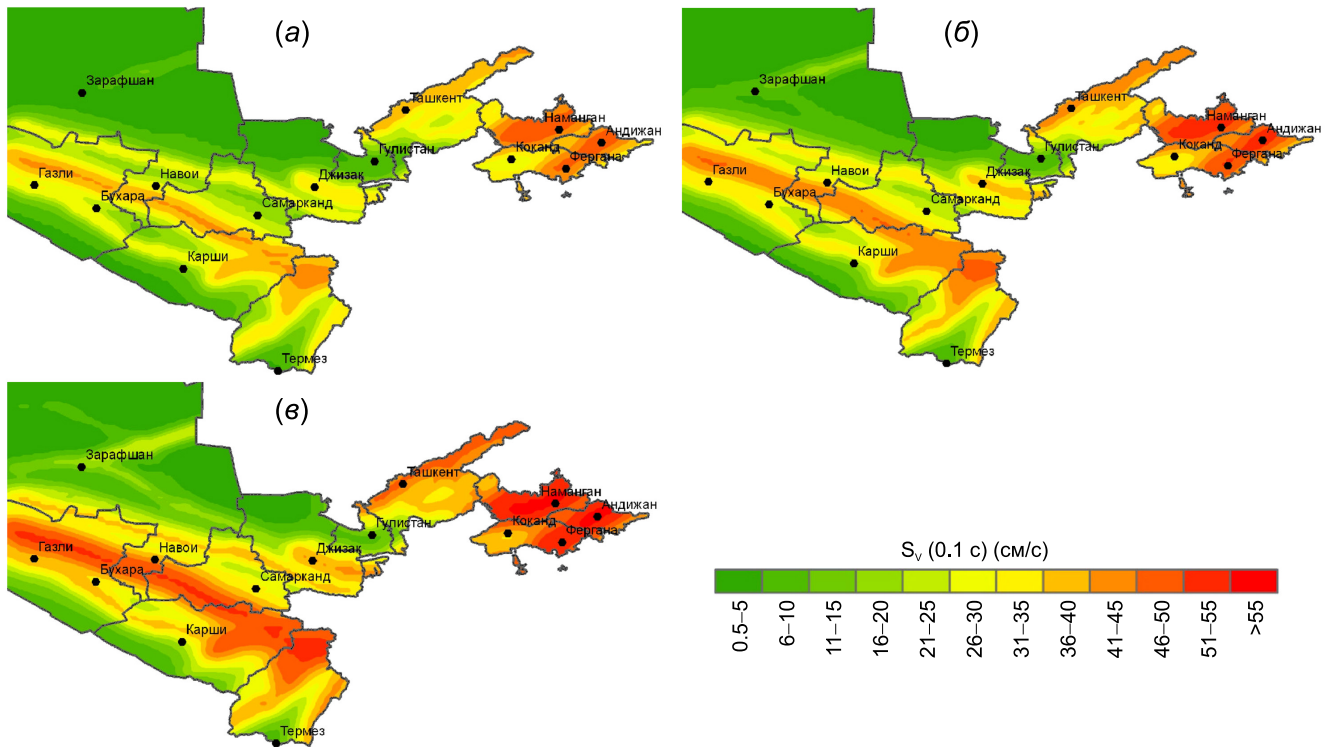 (а)
Зарафшан
Ташкент
Наманган
Андижан
Коканд
Гулистан
Фергана
Газли
Навои
Джизак
Бухара
Самарканд
Карши
Термез
(б)
Зарафшан
Ташкент
Наманган
Андижан
Коканд
Гулистан
Фергана
Газли
Навои
Джизак
Бухара
Самарканд
Карши
Термез
(в)
Зарафшан
Ташкент
Наманган
Андижан
Коканд
Гулистан
Фергана
Газли
Навои
Джизак
Бухара
Самарканд
Карши
Термез
Sv (0.1 с) (см/с)
0.5–5
6–10
11–15
16–20
21–25
26–30
31–35
36–40
41–45
46–50
51–55
>55